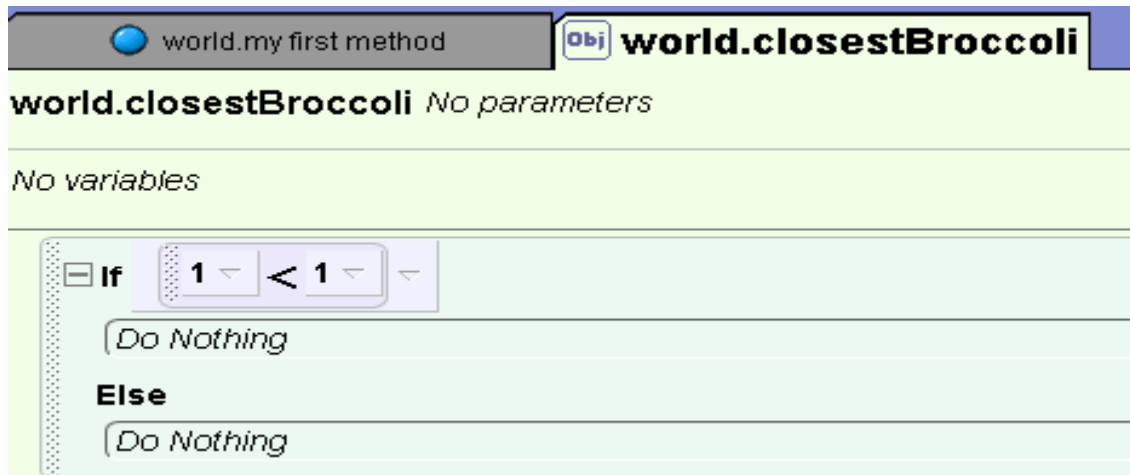 world.my first method
Obj world.closestBroccoli
world.closestBroccoli No parameters
No variables
If 1 < 1
Do Nothing
Else
Do Nothing